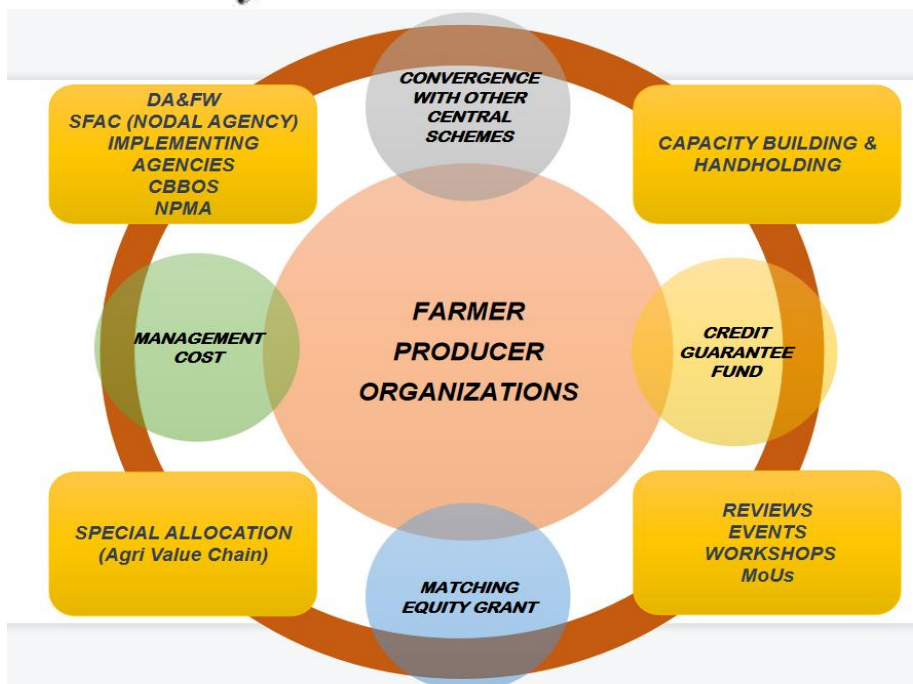 DA&FW
SFAC (NODAL AGENCY)
IMPLEMENTING
AGENCIES
CBBOS
NPMA
CONVERGENCE
WITH OTHER
CENTRAL
SCHEMES
CAPACITY BUILDING &
HANDHOLDING
MANAGEMENT
COST
FARMER
PRODUCER
ORGANIZATIONS
CREDIT
GUARANTEE
FUND
SPECIAL ALLOCATION
(Agri Value Chain)
MATCHING
EQUITY GRANT
REVIEWS
EVENTS
WORKSHOPS
MoUs